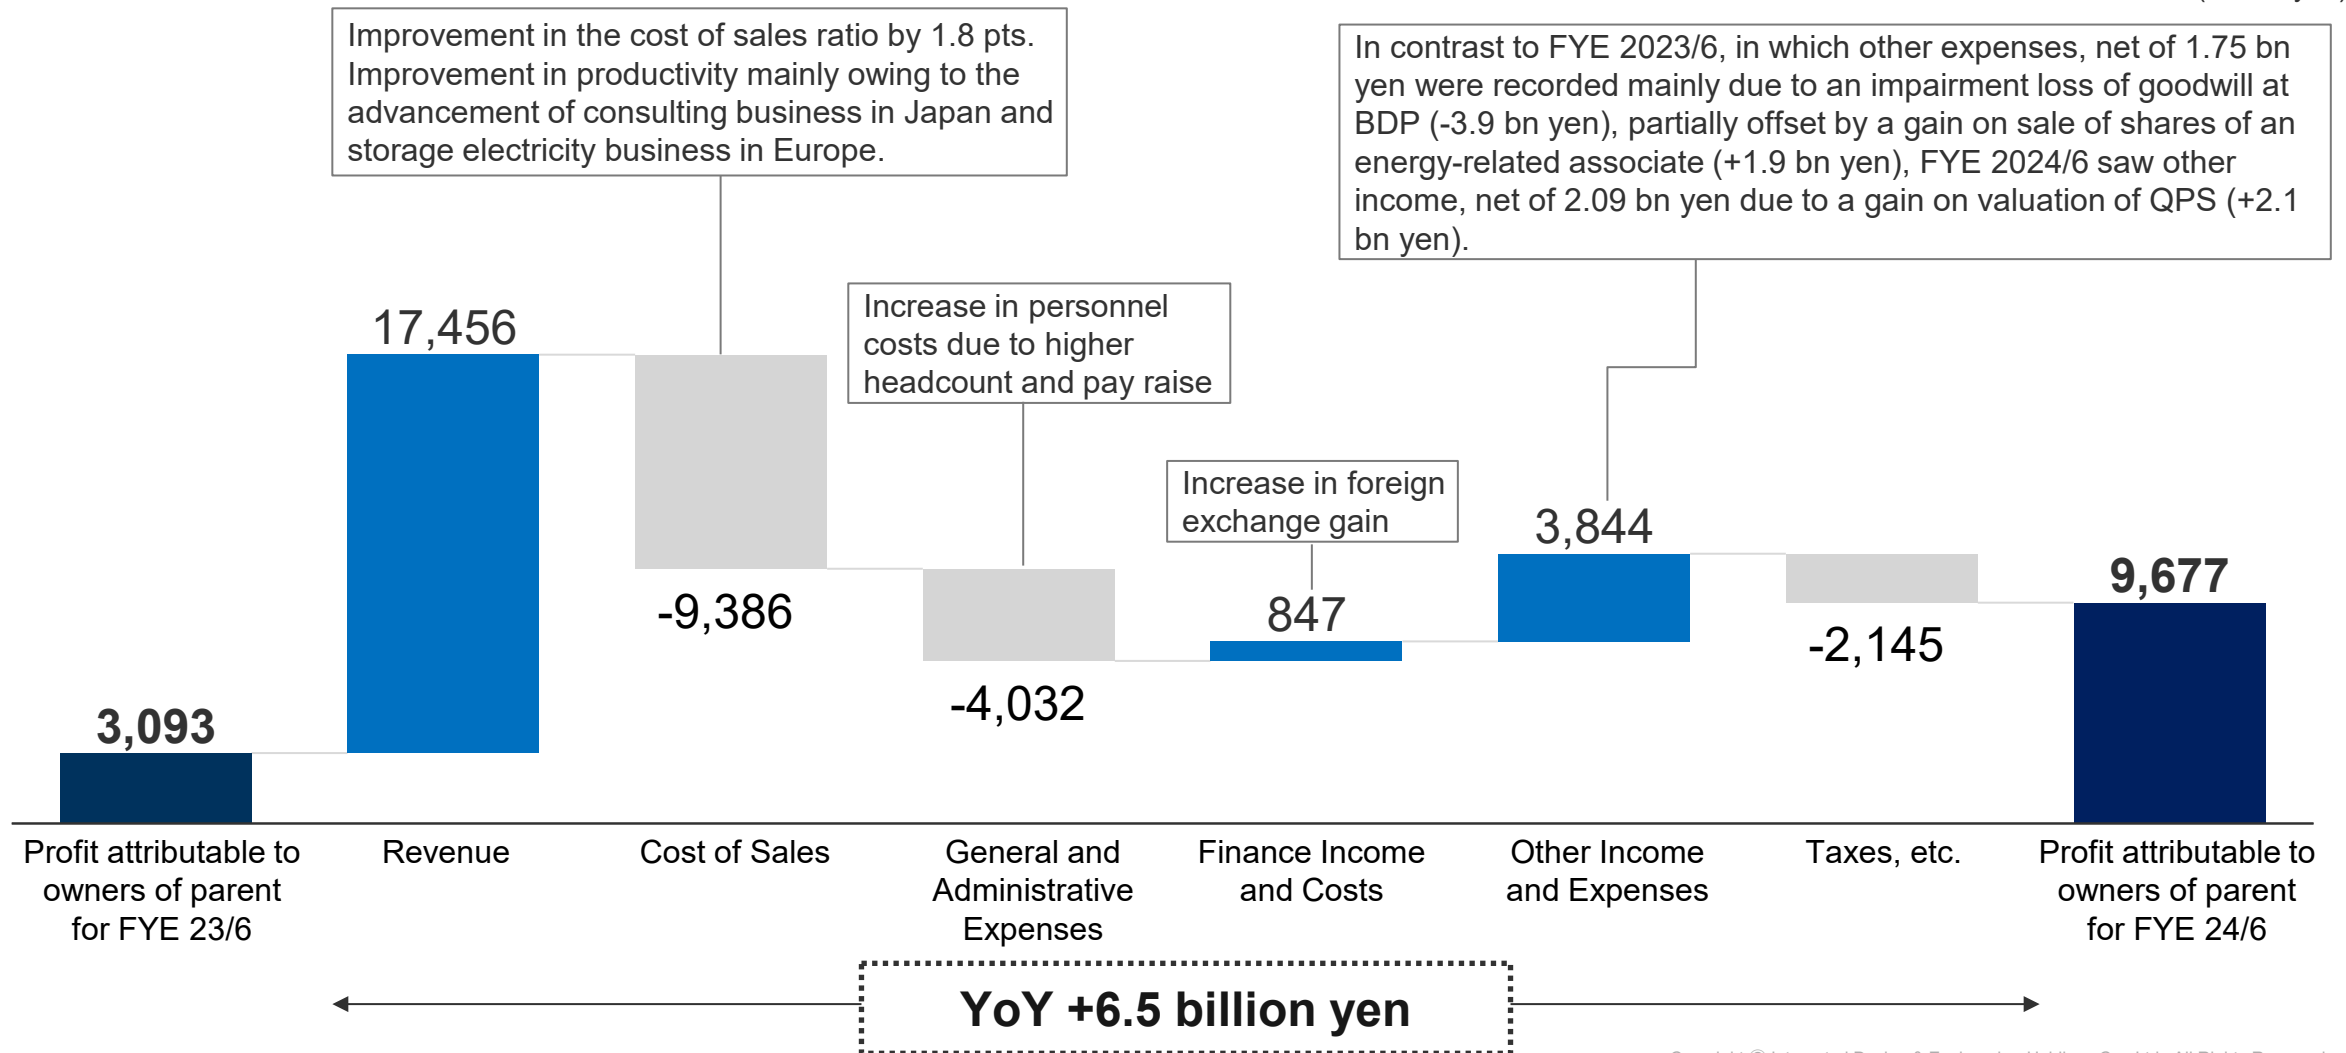 Improvement in the cost of sales ratio by 1.8 pts.
Improvement in productivity mainly owing to the
advancement of consulting business in Japan and
storage electricity business in Europe.
In contrast to FYE 2023/6, in which other expenses, net of 1.75 bn
yen were recorded mainly due to an impairment loss of goodwill at
BDP (-3.9 bn yen), partially offset by a gain on sale of shares of an
energy-related associate (+1.9 bn yen), FYE 2024/6 saw other
income, net of 2.09 bn yen due to a gain on valuation of QPS (+2.1
bn yen).
Increase in personnel
costs due to higher
headcount and pay raise
Increase in foreign
exchange gain
3,093
17,456
-9,386
-4,032
847
3,844
-2,145
9,677
Profit attributable to
owners of parent
for FYE 23/6
Revenue
Cost of Sales
General and
Administrative
Expenses
Finance Income
and Costs
Other Income
and Expenses
Taxes, etc.
Profit attributable to
owners of parent
for FYE 24/6
YoY +6.5 billion yen